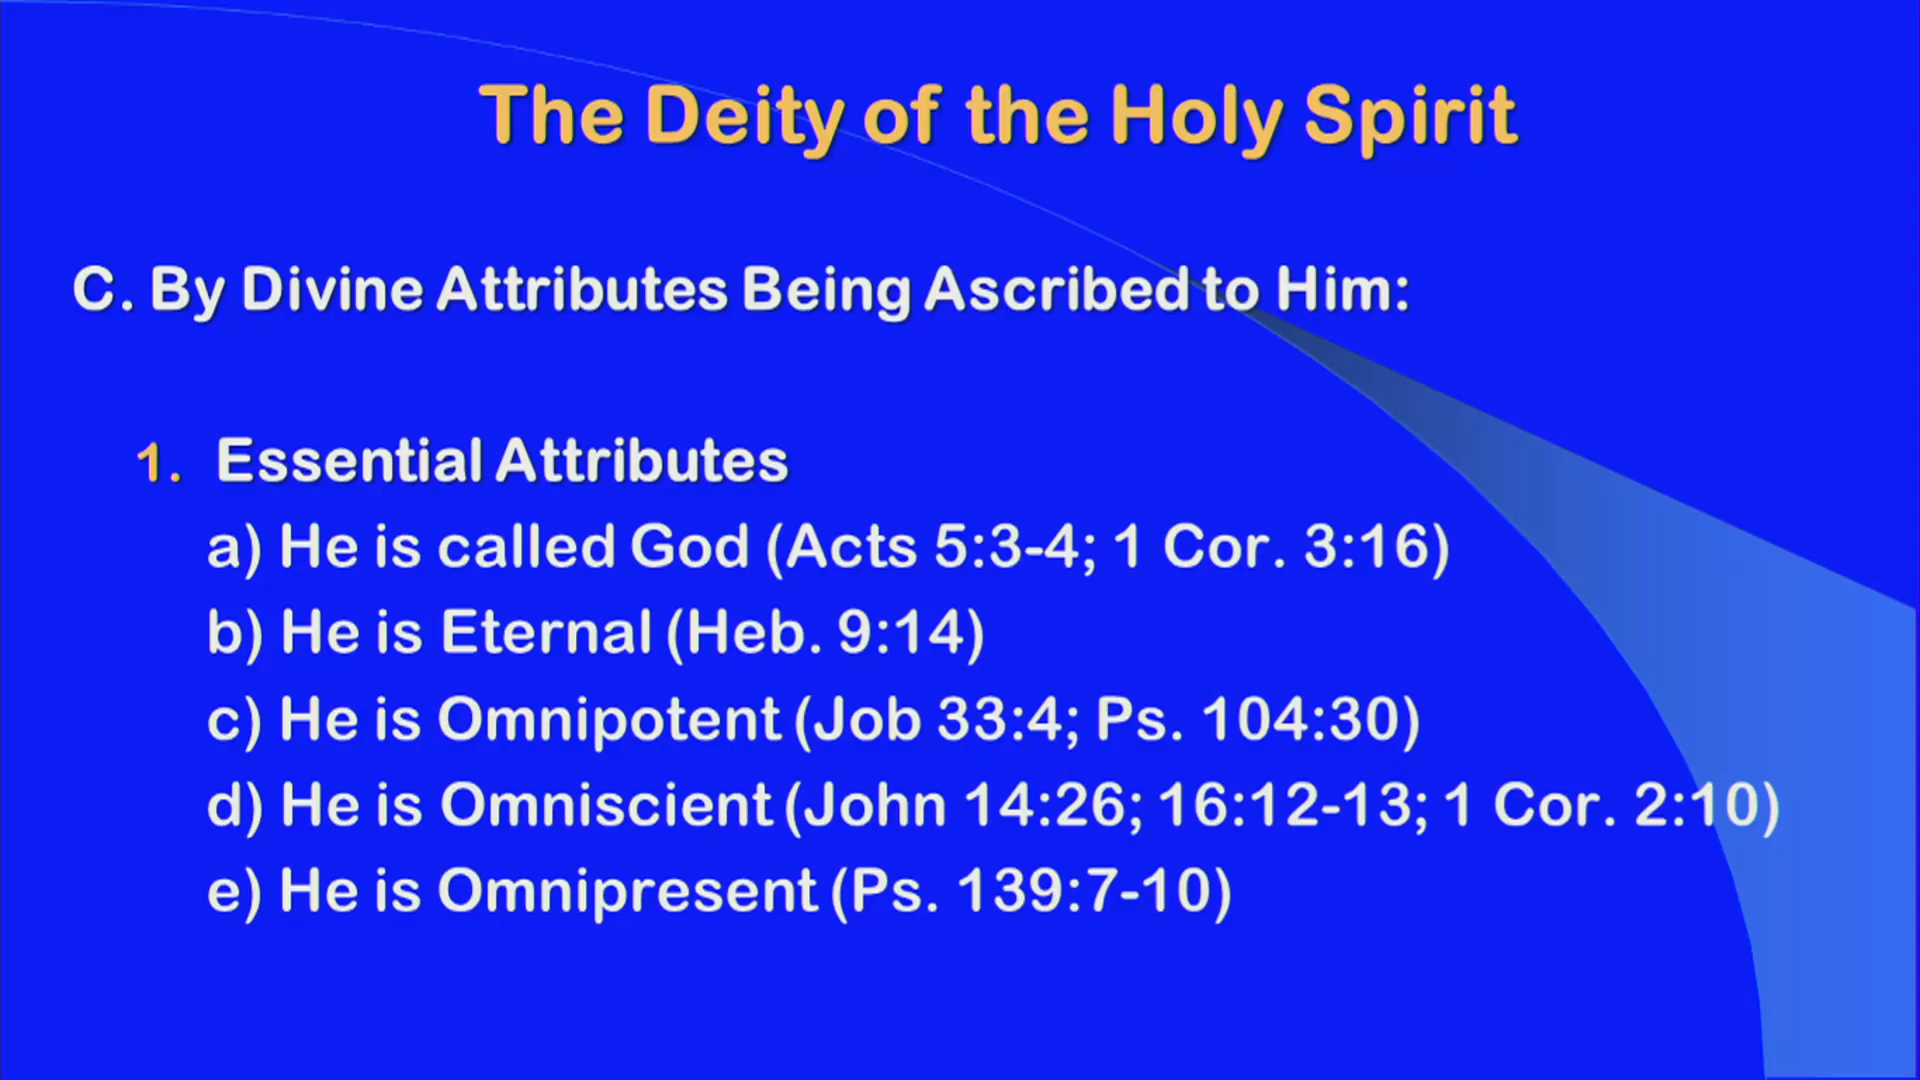 The Deity of the Holy Spirit
C. By Divine Attributes Being Ascribed to Him:
1. Essential Attributes
a) He is called God (Acts 5:3-4; 1 Cor. 3:16)
b) He is Eternal (Heb. 9:14)
c) He is Omnipotent (Job 33:4; Ps. 104:30)
d) He is Omniscient (John 14:26; 16:12-13; 1 Cor. 2:10)
e) He is Omnipresent (Ps. 139:7-10)